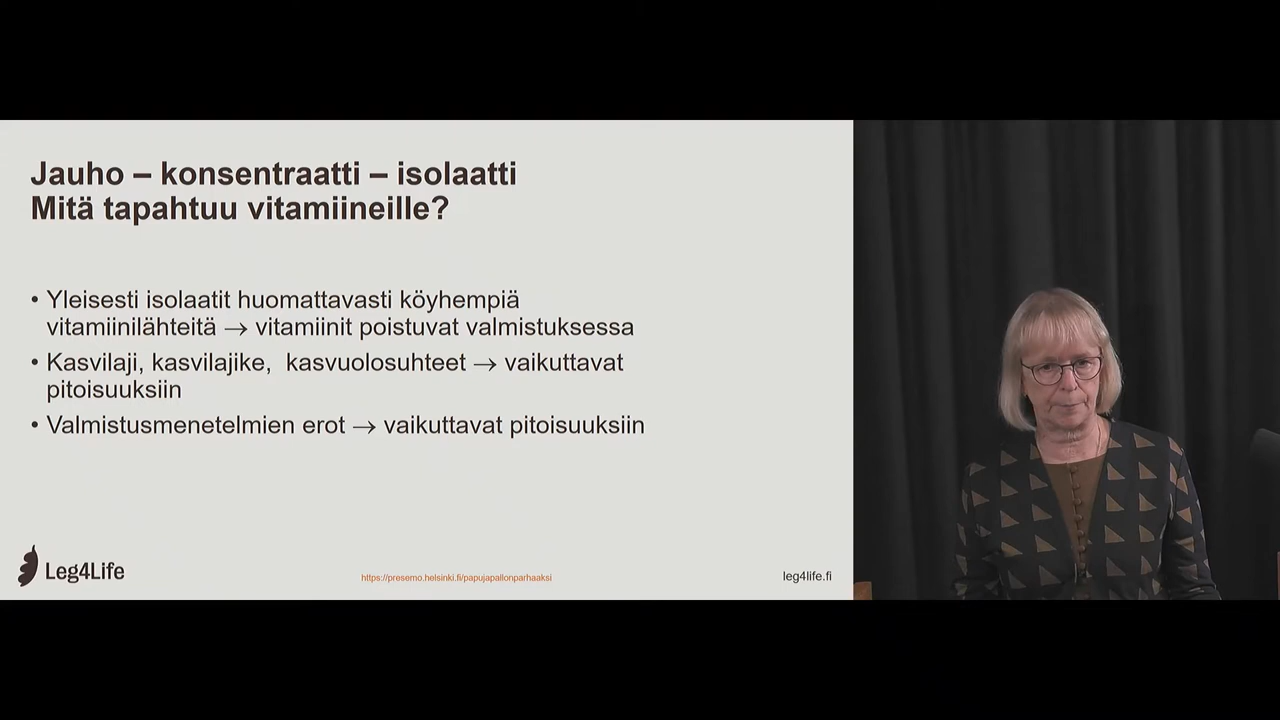 Jauho – konsentraatti – isolaatti
Mitä tapahtuu vitamiineille?
• Yleisesti isolaatit huomattavasti köyhempiä
vitamiinilähteitä → vitamiinit poistuvat valmistuksessa
• Kasvilaji, kasvilajike,  kasvuolosuhteet → vaikuttavat
pitoisuuksiin
• Valmistusmenetelmien erot → vaikuttavat pitoisuuksiin
Leg4Life
https://presemo.helsinki.fi/papujapallonparhaaksi
leg4life.fi